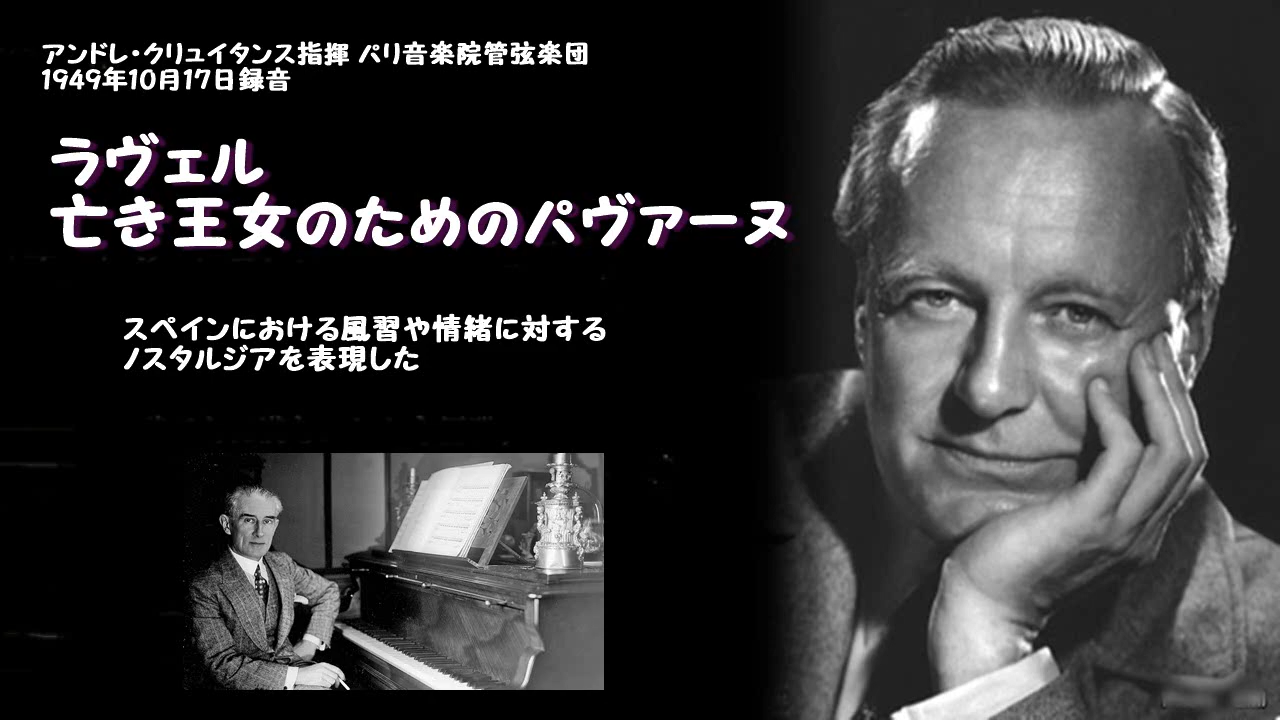 アンドレ・クリュイタンス指揮 パリ音楽院管弦楽団
1949年10月17日録音
ラヴェル
亡き王女のためのパヴァーヌ
スペインにおける風習や情緒に対する
ノスタルジアを表現した